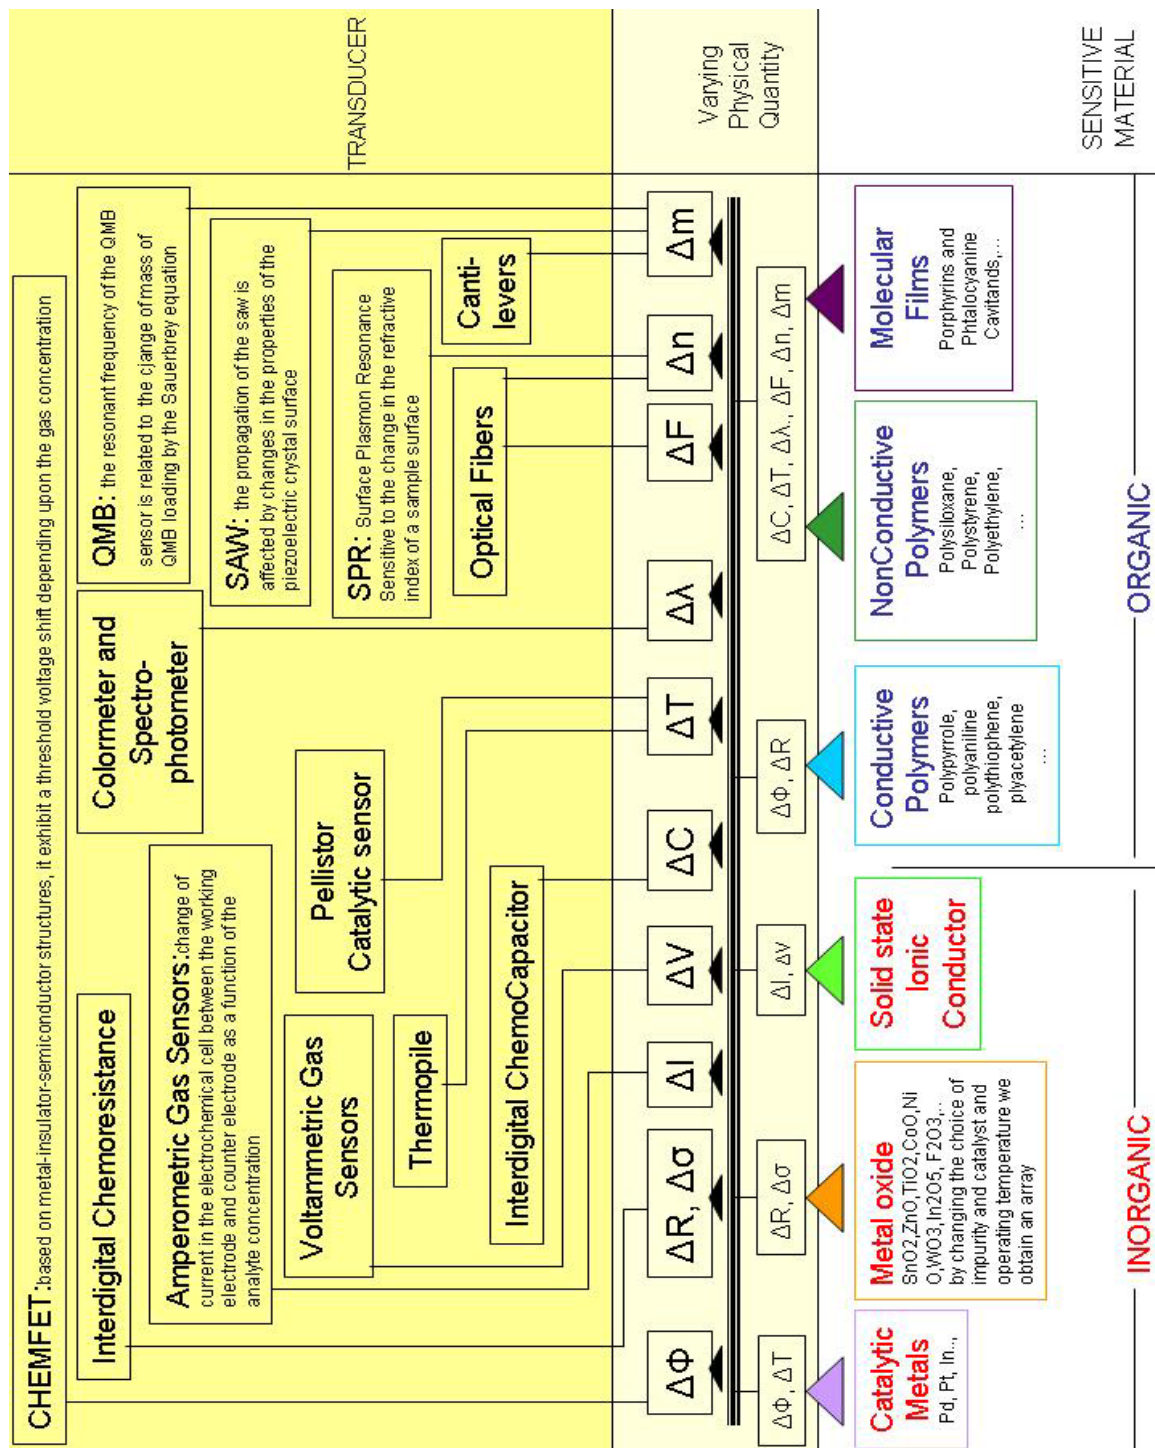 CHEMFET:based on metal-insulator-semiconductor structures, it exhibit a threshold voltage shift depending upon the gas concentration
Interdigital Chemoresistance
Colormeter and
Spectro-
photometer
QMB: the resonant frequency of the QMB
sensor is related to the cjange of mass of
QMB loading by the Sauerbrey equation
TRANSDUCER
Amperometric Gas Sensors:change of
current in the electrochemical cell between the working
electrode and counter electrode as a function of the
analyte concentration
SAW: the propagation of the saw is
affected by changes in the properties of the
piezoelectric crystal surface
Voltammetric Gas
Sensors
Pellistor
Catalytic sensor
SPR: Surface Plasmon Resonance
Sensitive to the change in the refractive
index of a sample surface
Thermopile
Optical Fibers
Canti-
levers
Interdigital ChemoCapacitor
ΔΦ
ΔR, Δσ
ΔI
ΔV
ΔC
ΔT
Δλ
ΔF
Δn
Δm
Varying
Physical
Quantity
ΔΦ, ΔT
ΔR, Δσ
ΔI, ΔV
ΔΦ, ΔR
ΔC, ΔT, Δλ., ΔF, Δn, Δm
Catalytic
Metals
Pd, Pt, In..,
Metal oxide
SnO2,ZnO,TiO2,CoO,Ni
O,WO3,In2O5, F2O3,..
by changing the choice of
impurity and catalyst and
operating temperature we
obtain an array
Solid state
Ionic
Conductor
Conductive
Polymers
Polypyrrole,
polyaniline
polythiophene,
plyacetylene
...
NonConductive
Polymers
Polysiloxane,
Polystyrene,
Polyethylene,
...
Molecular
Films
Porphyrins and
Phtalocyanine
Cavitands,...
SENSITIVE
MATERIAL
INORGANIC
ORGANIC